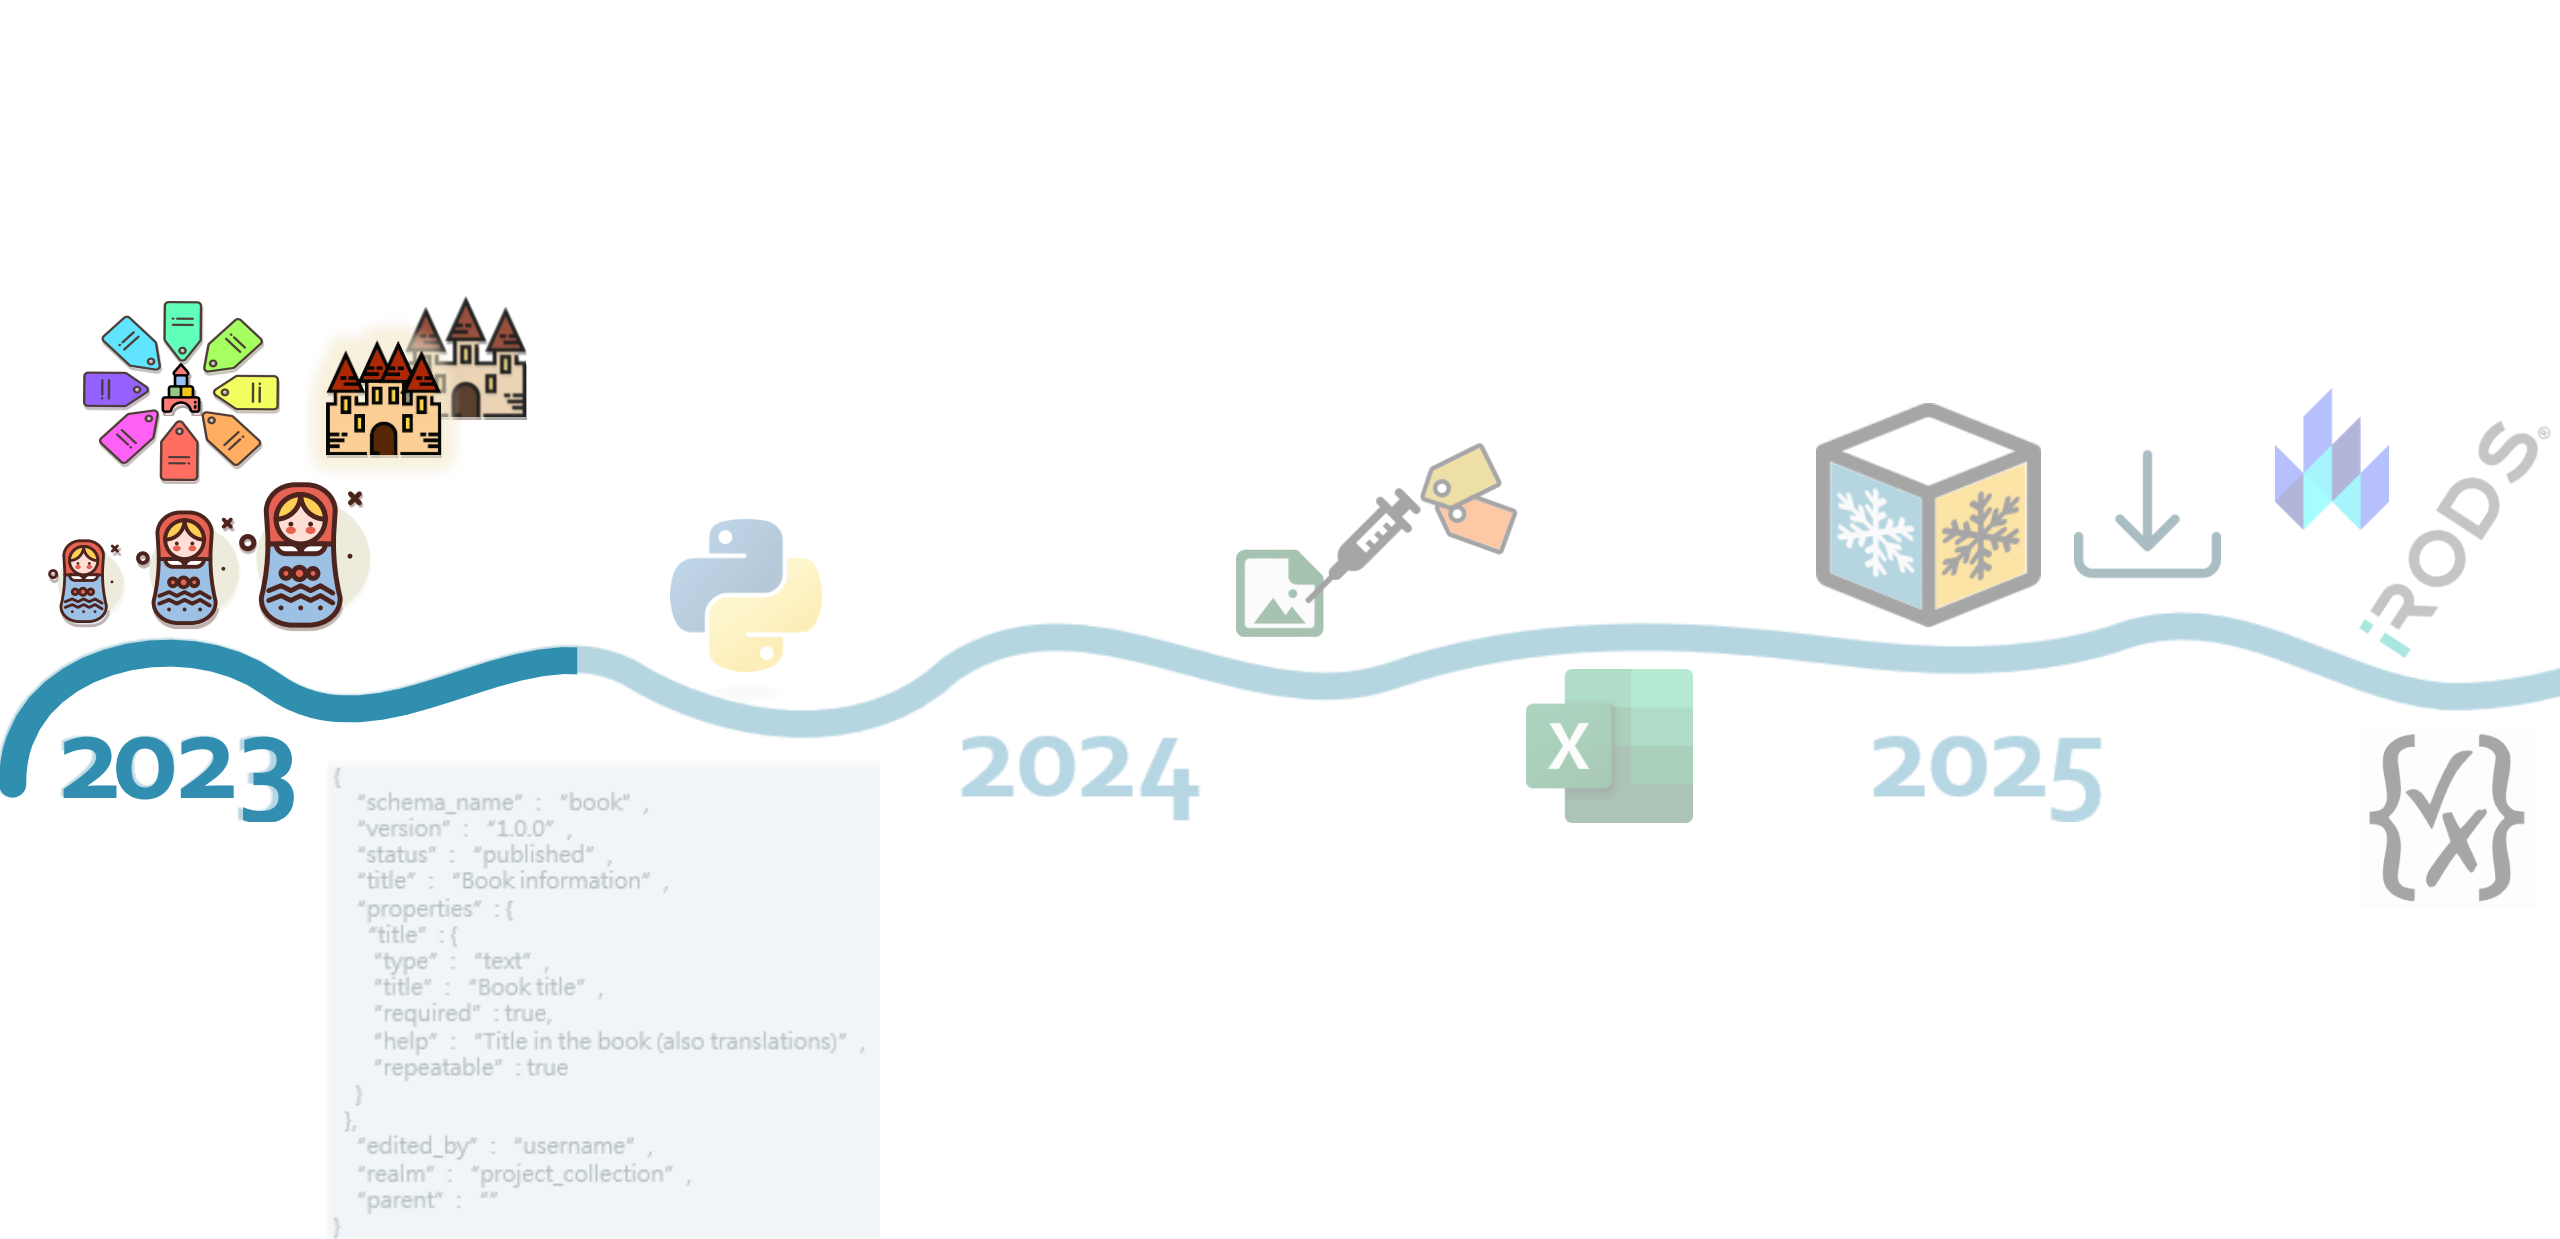 2023
{
"schema_name" : "book" ,
"version" : "1.0.0" ,
"status" : "published" ,
"title" : "Book information" ,
"properties" : {
"title" : {
"type" : "text" ,
"title" : "Book title" ,
"required" : true,
"help" : "Title in the book (also translations)" ,
"repeatable" : true
}
},
"edited_by" : "username" ,
"realm" : "project_collection" ,
"parent" : ""
}
2024
X
2025
iRODS®